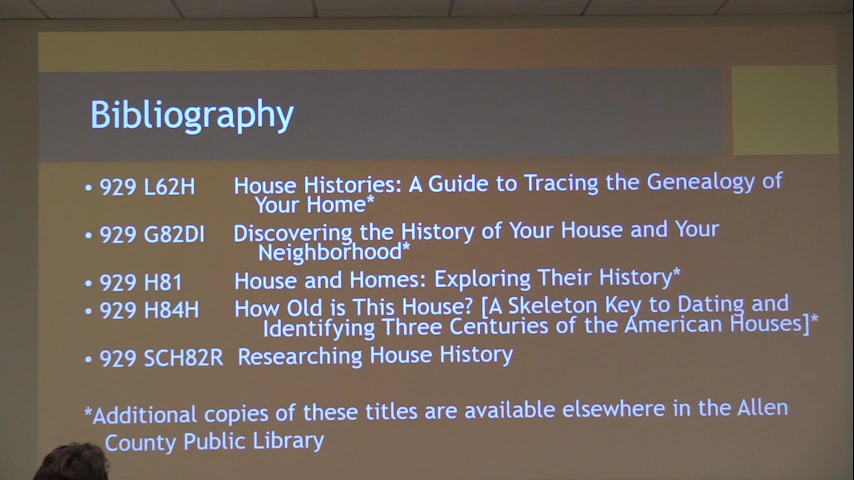 Bibliography
• 929 L62H House Histories: A Guide to Tracing the Genealogy of
Your Home*
• 929 G82DI Discovering the History of Your House and Your
Neighborhood*
• 929 H81 House and Homes: Exploring Their History*
• 929 H84H How Old is This House? [A Skeleton Key to Dating and
Identifying Three Centuries of the American Houses]*
• 929 SCH82R Researching House History
*Additional copies of these titles are available elsewhere in the Allen
County Public Library